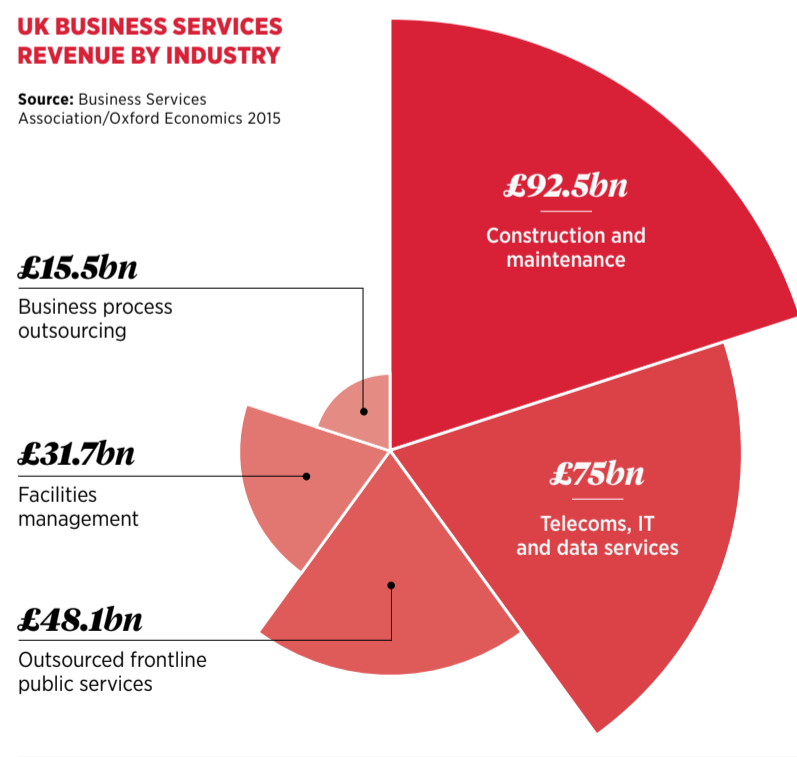 UK BUSINESS SERVICES
REVENUE BY INDUSTRY
Source: Business Services
Association/Oxford Economics 2015
£92.5bn
Construction and
maintenance
£75bn
Telecoms, IT
and data services
£48.1bn
Outsourced frontline
public services
£31.7bn
Facilities
management
£15.5bn
Business process
outsourcing